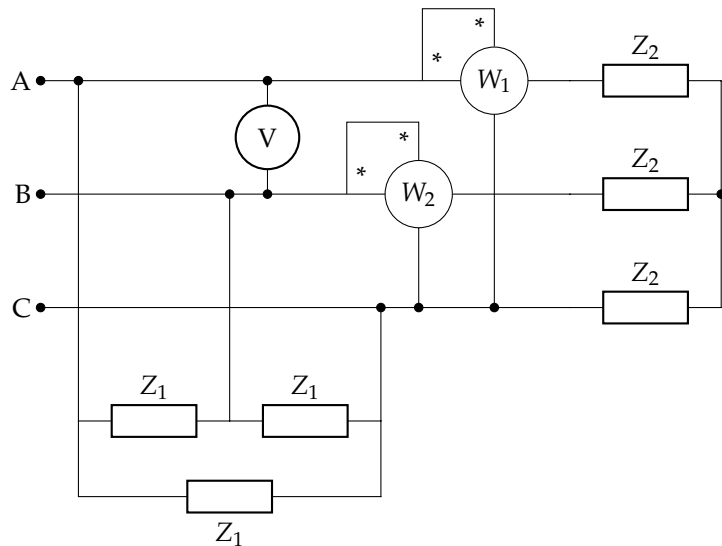 * Z₂
A * W₁
V
* Z₂
B * W₂
Z₂
C
Z₁ Z₁
Z₁